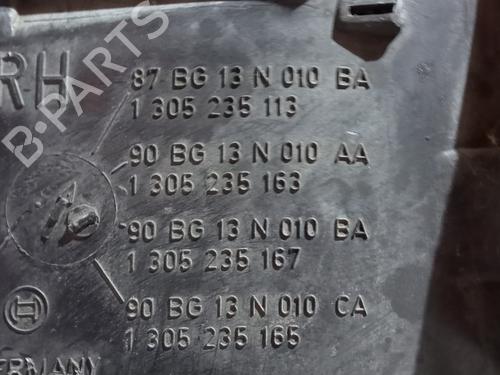 RH
87 BG 13 N 010 BA
1 305 235 113
90 BG 13 N 010 AA
1 305 235 163
90 BG 13 N 010 BA
1 305 235 167
90 BG 13 N 010 CA
1 305 235 165
ERMANY
B-PARTS